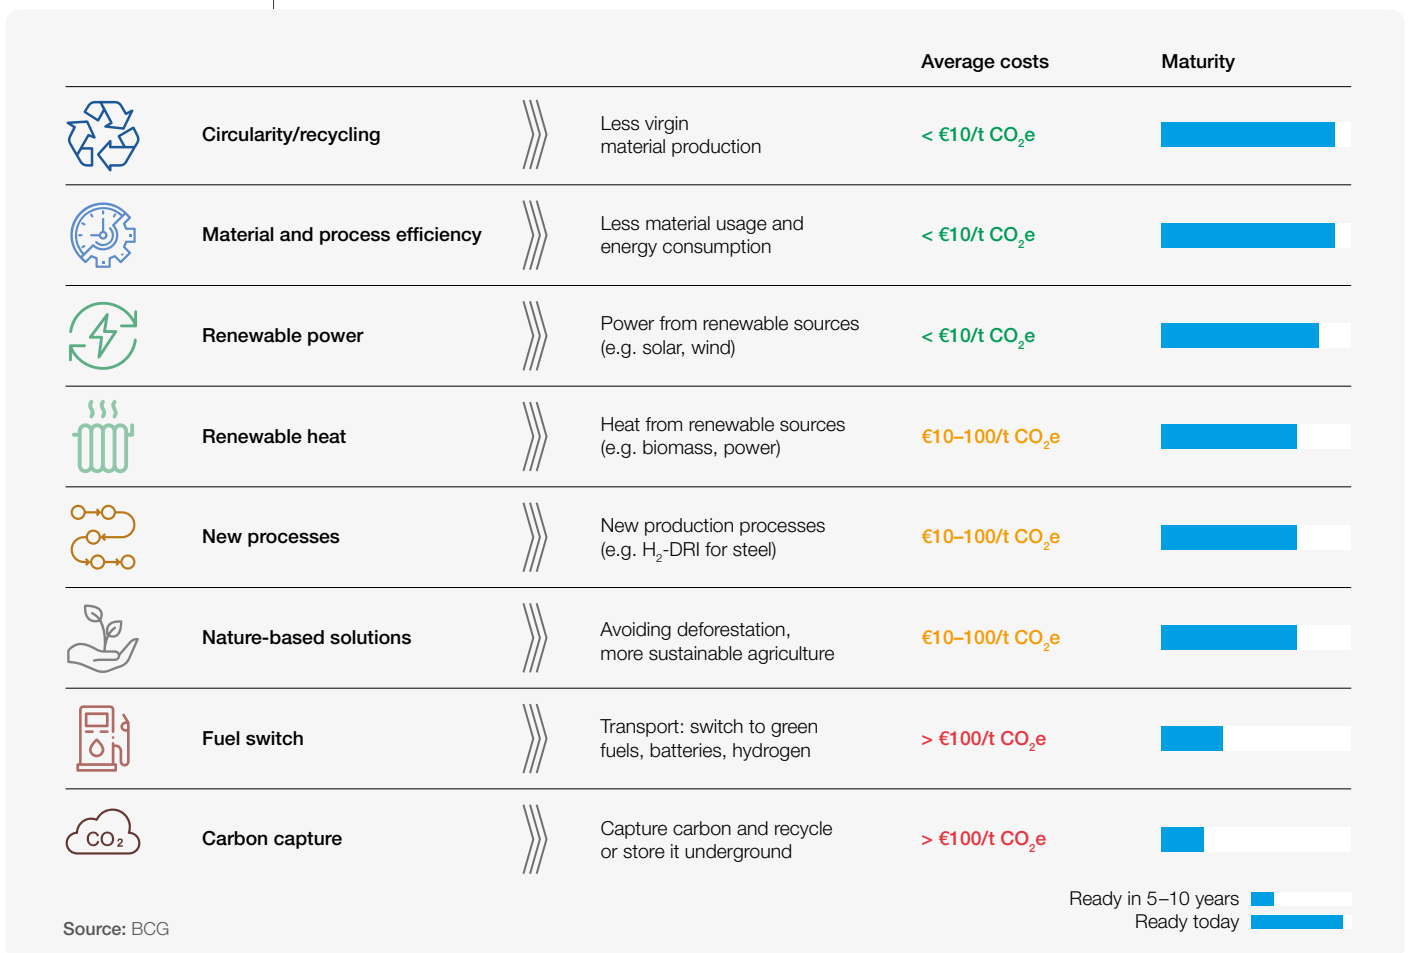 Average costs Maturity
Circularity/recycling
Less virgin
material production
< €10/t CO₂e
Material and process efficiency
Less material usage and
energy consumption
< €10/t CO₂e
Renewable power
Power from renewable sources
(e.g. solar, wind)
< €10/t CO₂e
Renewable heat
Heat from renewable sources
(e.g. biomass, power)
€10–100/t CO₂e
New processes
New production processes
(e.g. H₂-DRI for steel)
€10–100/t CO₂e
Nature-based solutions
Avoiding deforestation,
more sustainable agriculture
€10–100/t CO₂e
Fuel switch
Transport: switch to green
fuels, batteries, hydrogen
> €100/t CO₂e
CO₂
Carbon capture
Capture carbon and recycle
or store it underground
> €100/t CO₂e
Ready in 5–10 years
Ready today
Source: BCG